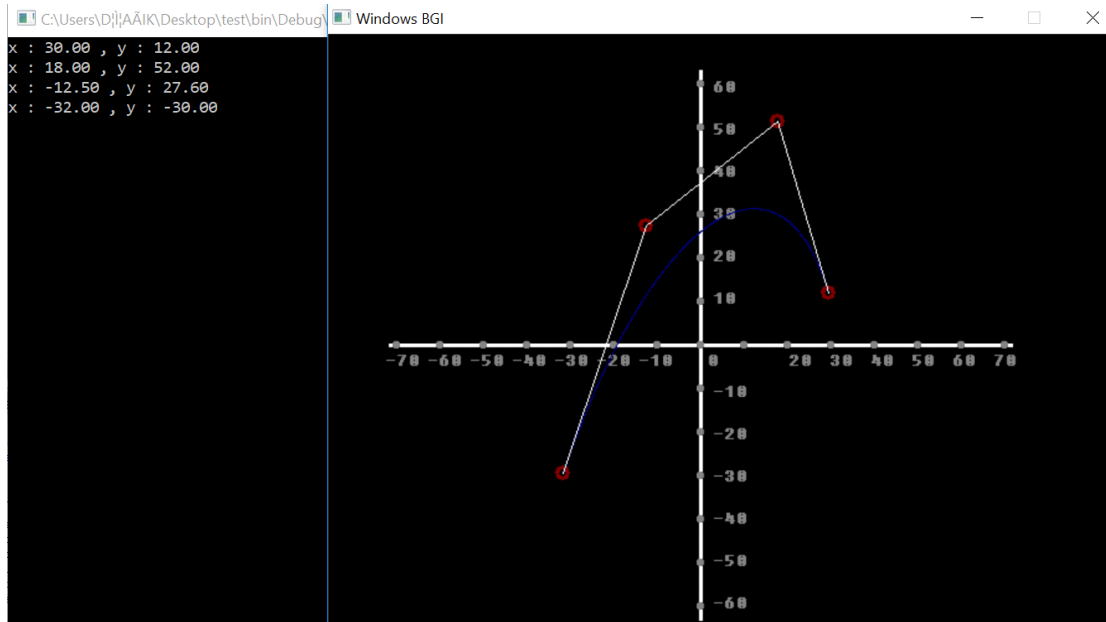 C:\Users\D¦¦Ì¦AÃIK\Desktop\test\bin\Debug\
Windows BGI
x : 30.00 , y : 12.00
x : 18.00 , y : 52.00
x : -12.50 , y : 27.60
x : -32.00 , y : -30.00
60
50
40
30
20
10
-70 -60 -50 -40 -30 -20 -10 0 20 30 40 50 60 70
-10
-20
-30
-40
-50
-60